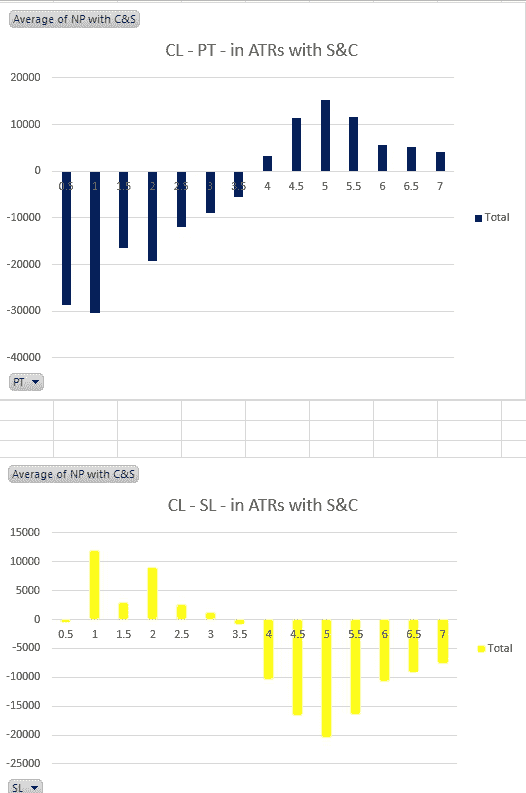 Average of NP with C&S
CL - PT - in ATRs with S&C
20000
10000
0
0.5 1 1.5 2 2.5 3 3.5 4 4.5 5 5.5 6 6.5 7
-10000
Total
-20000
-30000
-40000
PT
Average of NP with C&S
CL - SL - in ATRs with S&C
15000
10000
5000
0
0.5 1 1.5 2 2.5 3 3.5 4 4.5 5 5.5 6 6.5 7
-5000
Total
-10000
-15000
-20000
-25000
SL